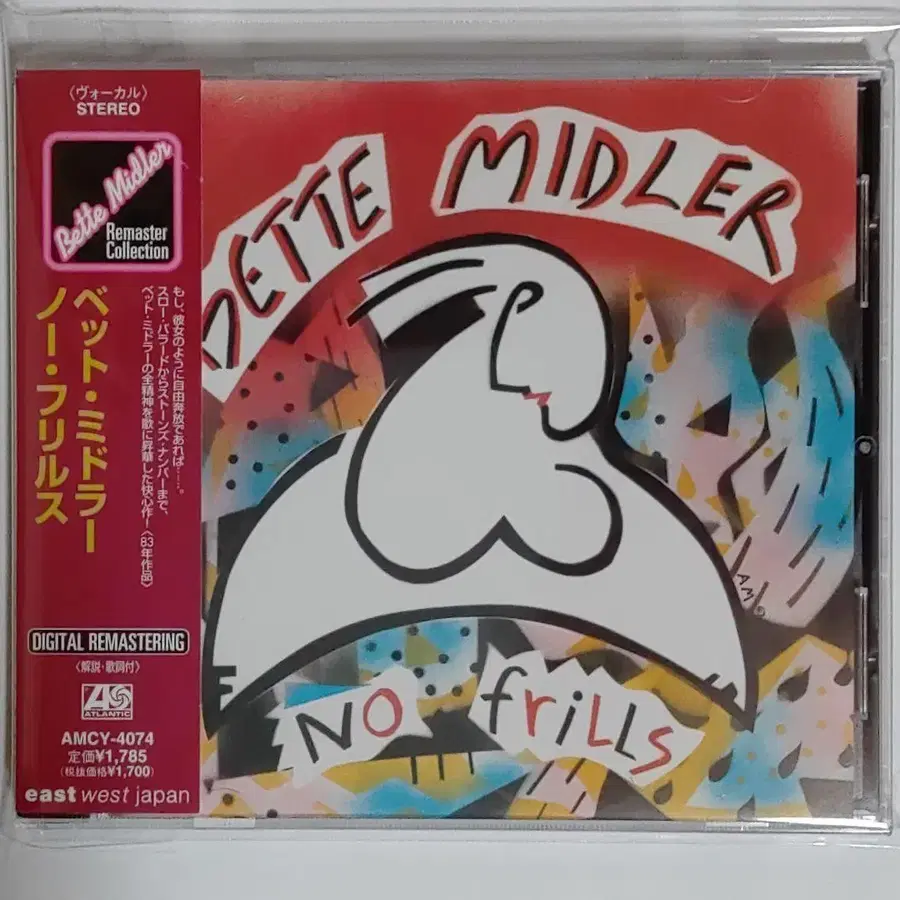 〈ヴォーカル〉
STEREO
Bette Midler
Remaster
Collection
ベット・ミドラー
ノー・フリルス
もし、彼女のように自由奔放であれば……。
スロー・バラードからストーンズ・ナンバーまで、
ベット・ミドラーの全精神を歌に昇華した快心作!〈83年作品〉
DIGITAL REMASTERING
〈解説・歌詞付〉
ATLANTIC
AMCY-4074
定価¥1,785
(税抜価格¥1,700)
east west japan
BETTE MIDLER
AM
NO frills